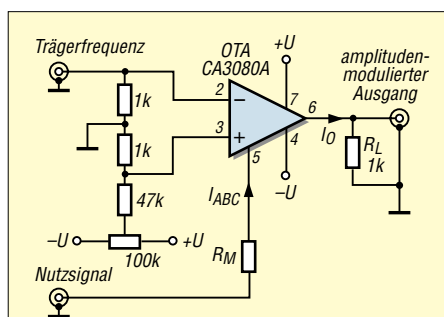 Trägerfrequenz
OTA
CA3080A
+U
amplituden-
modulierter
Ausgang
1k
2
–
7
6
3
+
4
5
1k
I_O
R_L
1k
47k
I_ABC
–U
–U
+U
100k
R_M
Nutzsignal